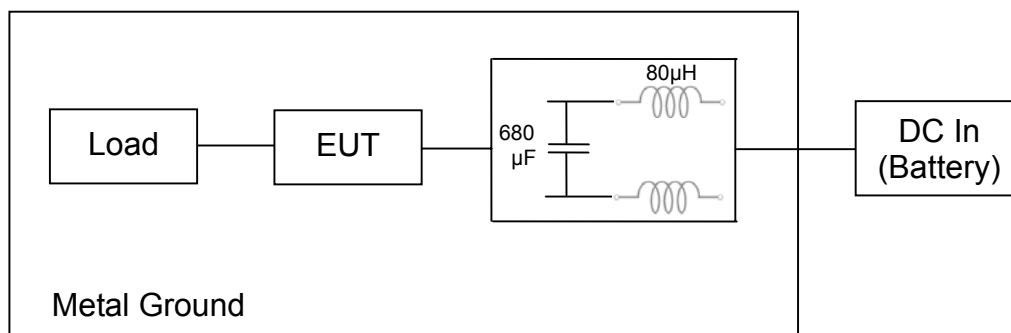 80µH
Load
EUT
680
µF
DC In
(Battery)
Metal Ground